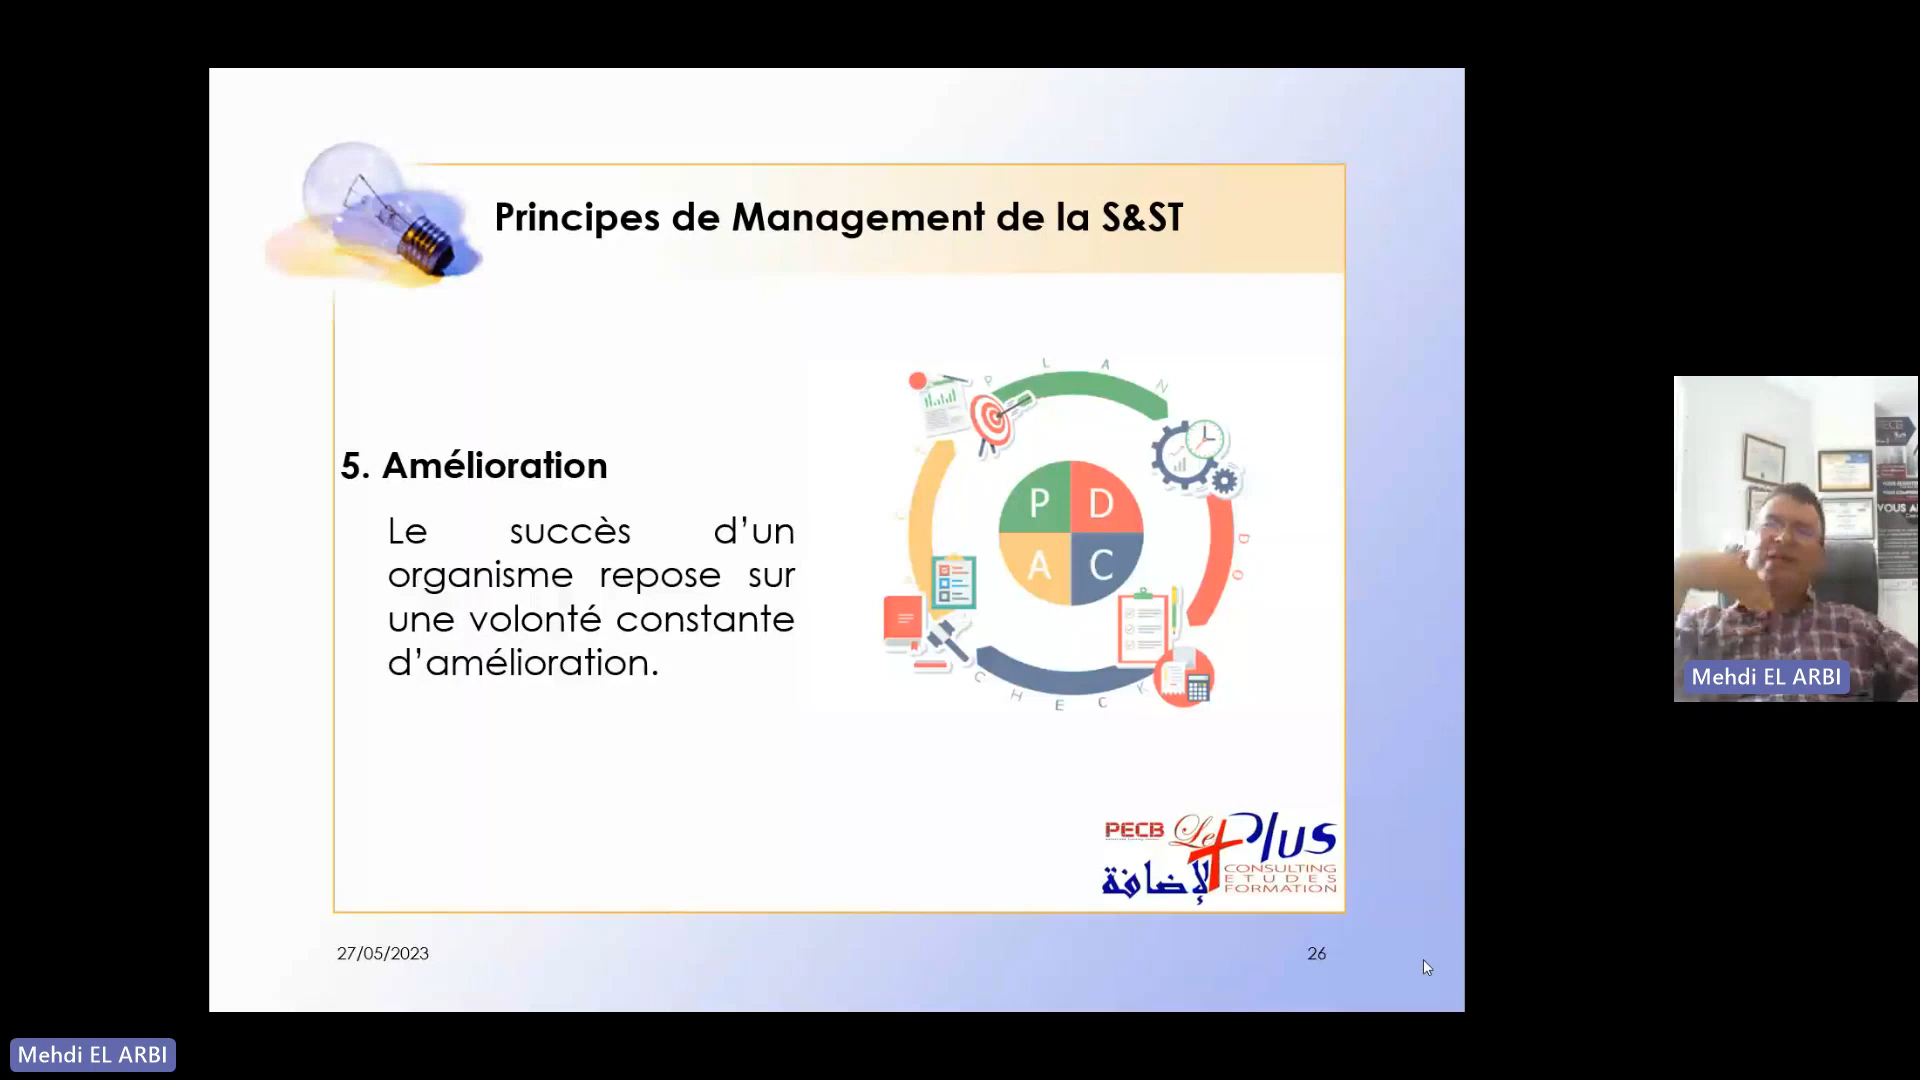 Principes de Management de la S&ST
5. Amélioration
Le succès d'un
organisme repose sur
une volonté constante
d'amélioration.
PLAN
DO
CHECK
P D
A C
PECB Le Plus
الإضافة
CONSULTING
ETUDES
FORMATION
27/05/2023
26
PECB
VOUS A
Mehdi EL ARBI
Mehdi EL ARBI